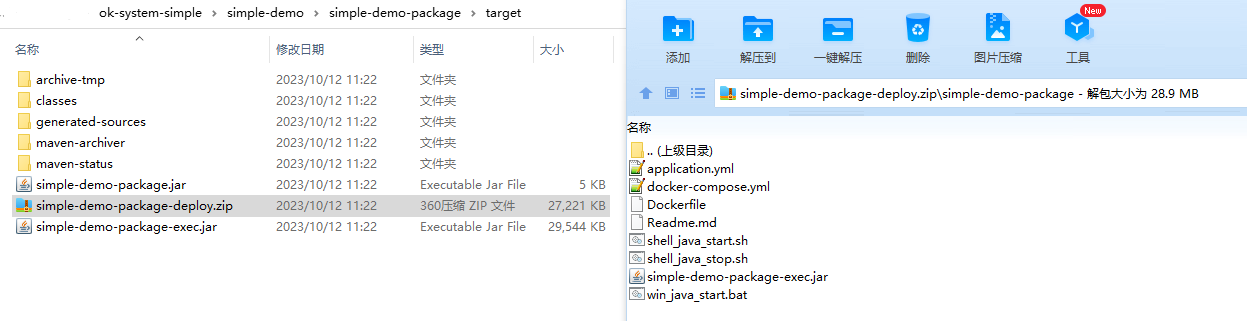 ok-system-simple > simple-demo > simple-demo-package > target
名称 修改日期 类型 大小
archive-tmp 2023/10/12 11:22 文件夹
classes 2023/10/12 11:22 文件夹
generated-sources 2023/10/12 11:22 文件夹
maven-archiver 2023/10/12 11:22 文件夹
maven-status 2023/10/12 11:22 文件夹
simple-demo-package.jar 2023/10/12 11:22 Executable Jar File 5 KB
simple-demo-package-deploy.zip 2023/10/12 11:22 360压缩 ZIP 文件 27,221 KB
simple-demo-package-exec.jar 2023/10/12 11:22 Executable Jar File 29,544 KB
New
添加 解压到 一键解压 删除 图片压缩 工具
simple-demo-package-deploy.zip\simple-demo-package - 解包大小为 28.9 MB
名称
.. (上级目录)
application.yml
docker-compose.yml
Dockerfile
Readme.md
shell_java_start.sh
shell_java_stop.sh
simple-demo-package-exec.jar
win_java_start.bat